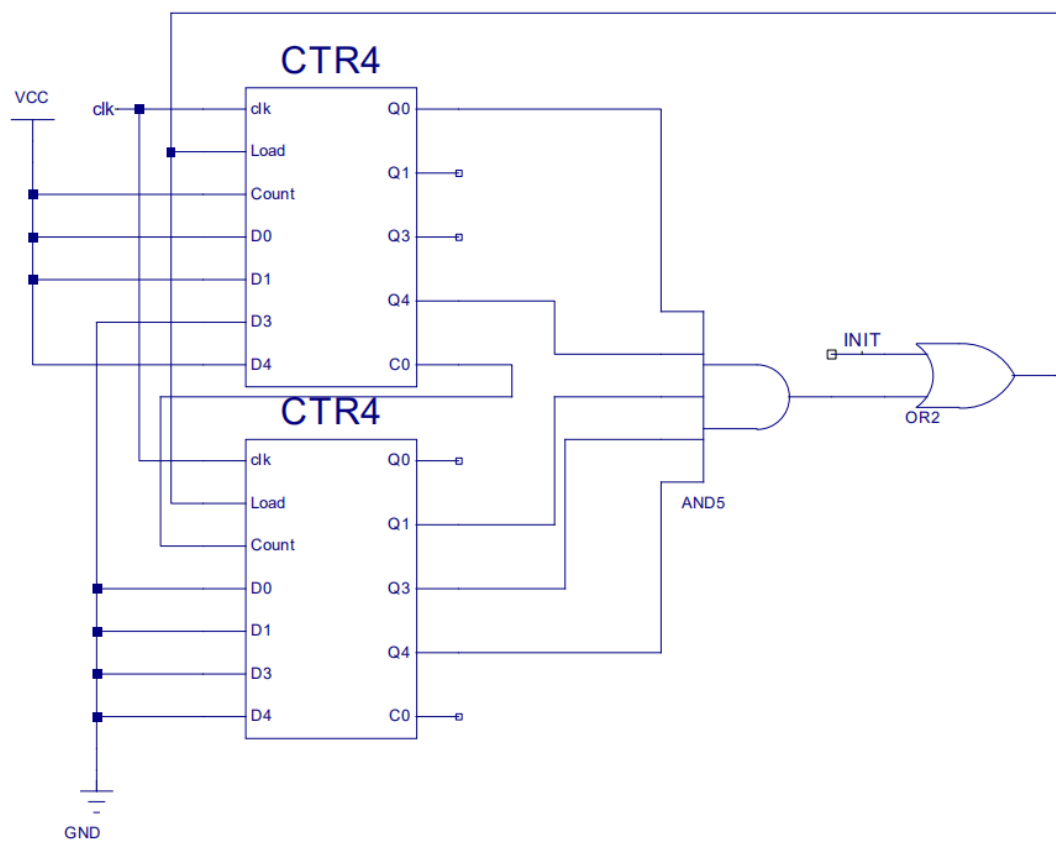 CTR4
VCC
clk
clk
Q0
Load
Q1
Count
D0
Q3
D1
Q4
D3
D4
C0
INIT
OR2
CTR4
clk
Q0
Load
Q1
AND5
Count
D0
Q3
D1
Q4
D3
D4
C0
GND